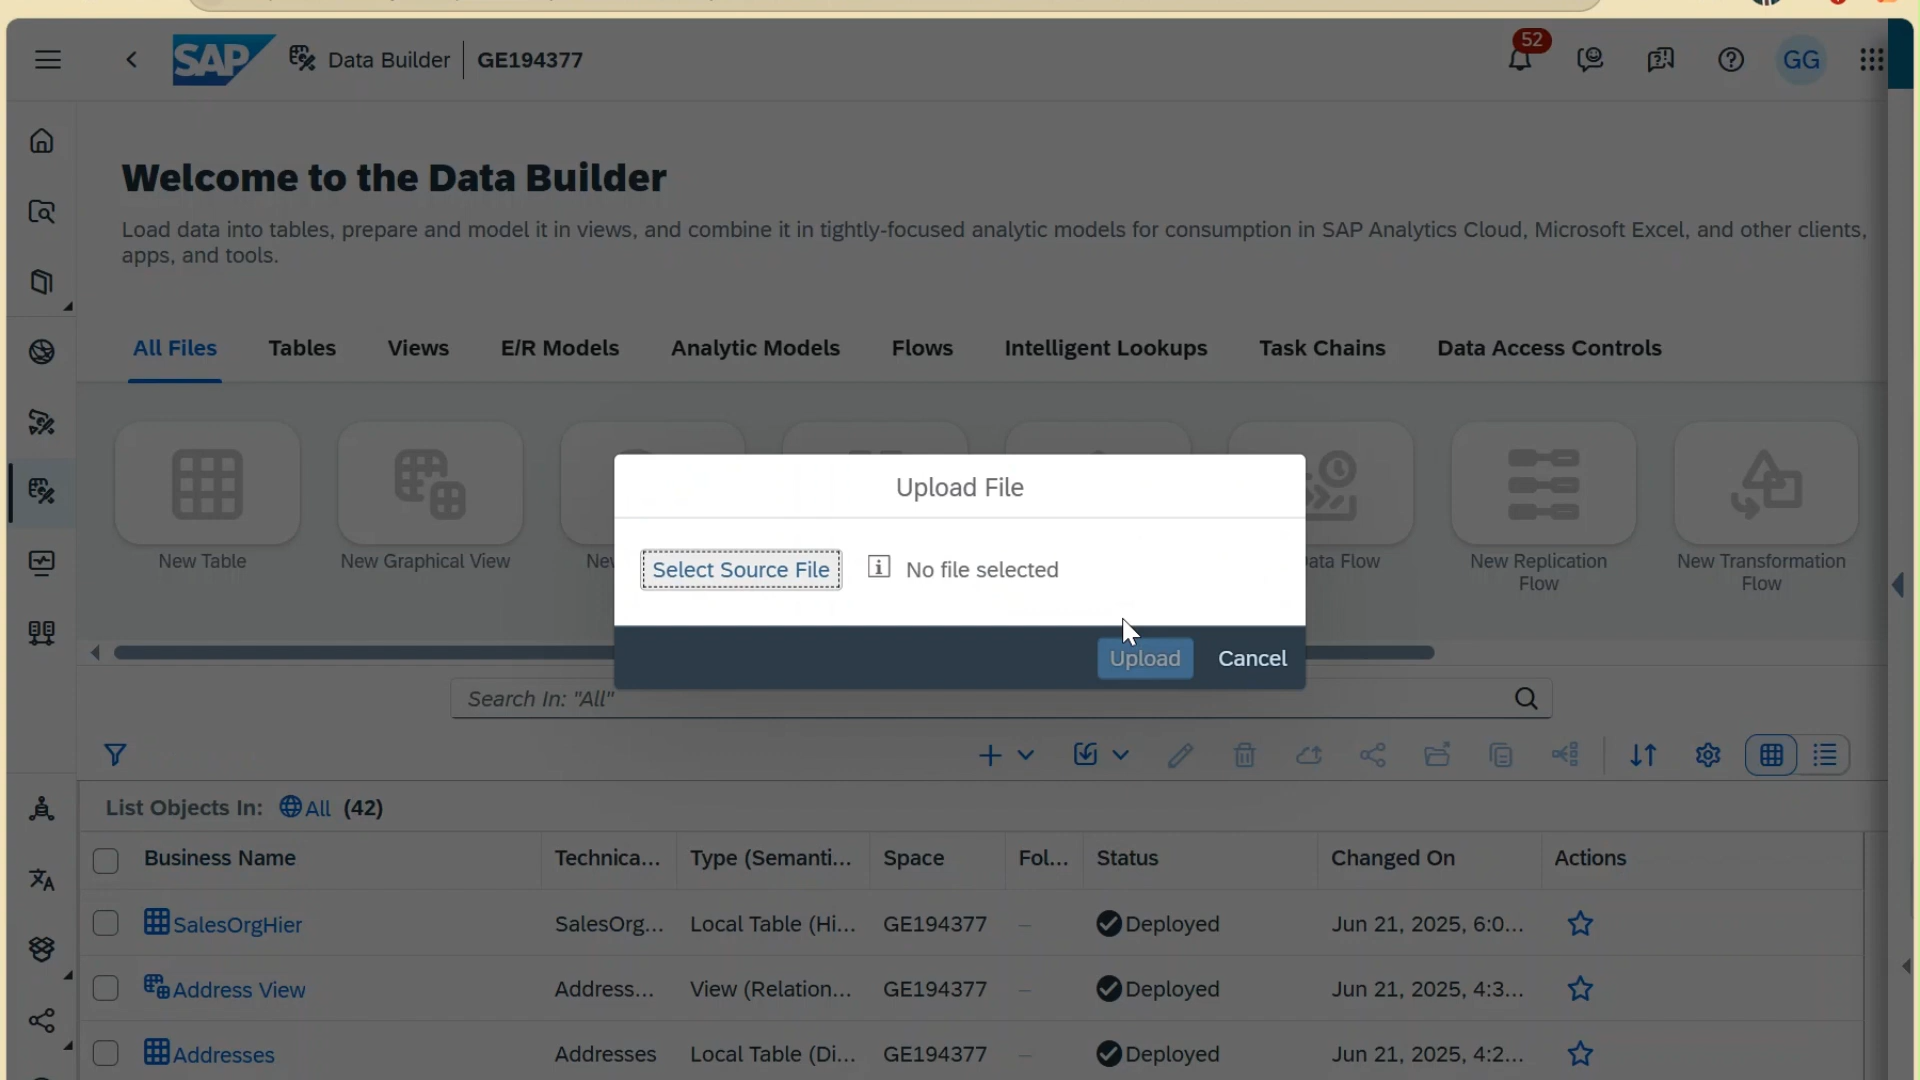 SAP Data Builder GE194377
52
GG
Welcome to the Data Builder
Load data into tables, prepare and model it in views, and combine it in tightly-focused analytic models for consumption in SAP Analytics Cloud, Microsoft Excel, and other clients,
apps, and tools.
All Files Tables Views E/R Models Analytic Models Flows Intelligent Lookups Task Chains Data Access Controls
New Table
New Graphical View
New Replication
Flow
New Transformation
Flow
Upload File
Select Source File No file selected
Upload Cancel
Search In: "All"
List Objects In: All (42)
Business Name Technica... Type (Semanti... Space Fol... Status Changed On Actions
SalesOrgHier SalesOrg... Local Table (Hi... GE194377 – Deployed Jun 21, 2025, 6:0...
Address View Address... View (Relation... GE194377 – Deployed Jun 21, 2025, 4:3...
Addresses Addresses Local Table (Di... GE194377 – Deployed Jun 21, 2025, 4:2...